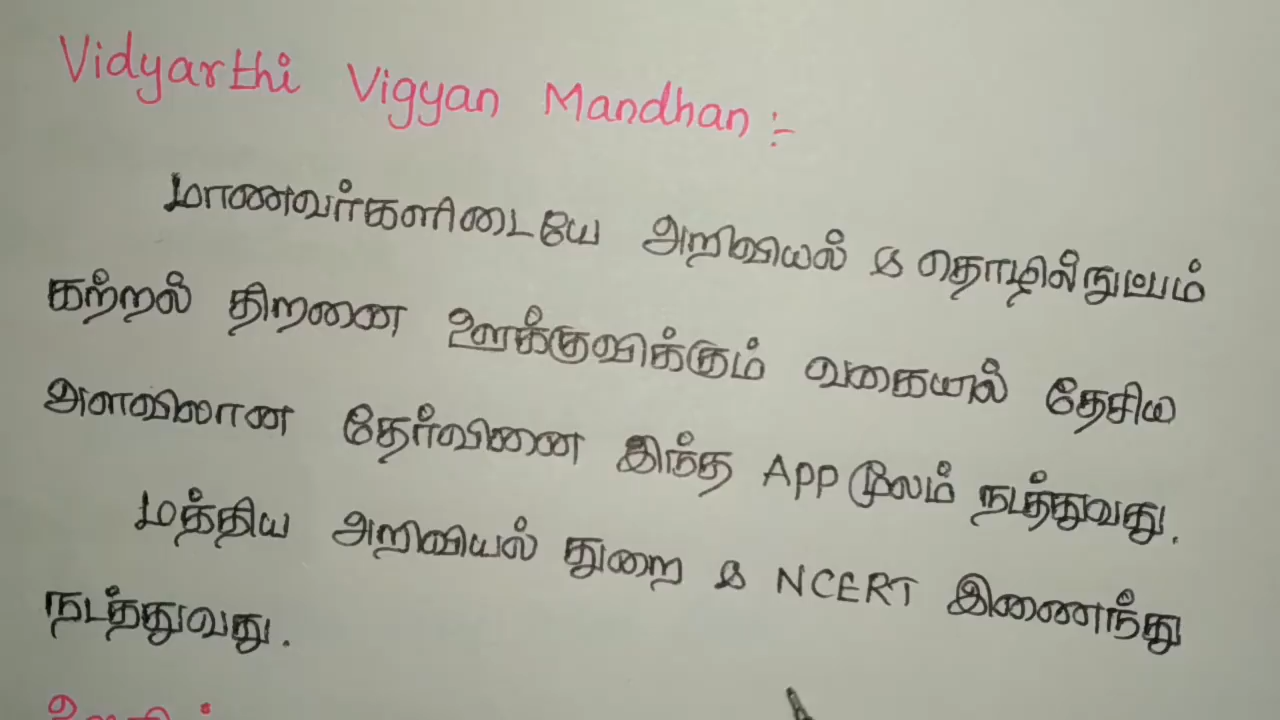 Vidyarthi Vigyan Mandhan :-
மாணவர்களிடையே அறிவியல் & தொழில்நுட்பம்
கற்றல் திறனை ஊக்குவிக்கும் வகையில் தேசிய
அளவிலான தேர்வினை இந்த App மூலம் நடத்துவது.
மத்திய அறிவியல் துறை & NCERT இணைந்து
நடத்துவது.